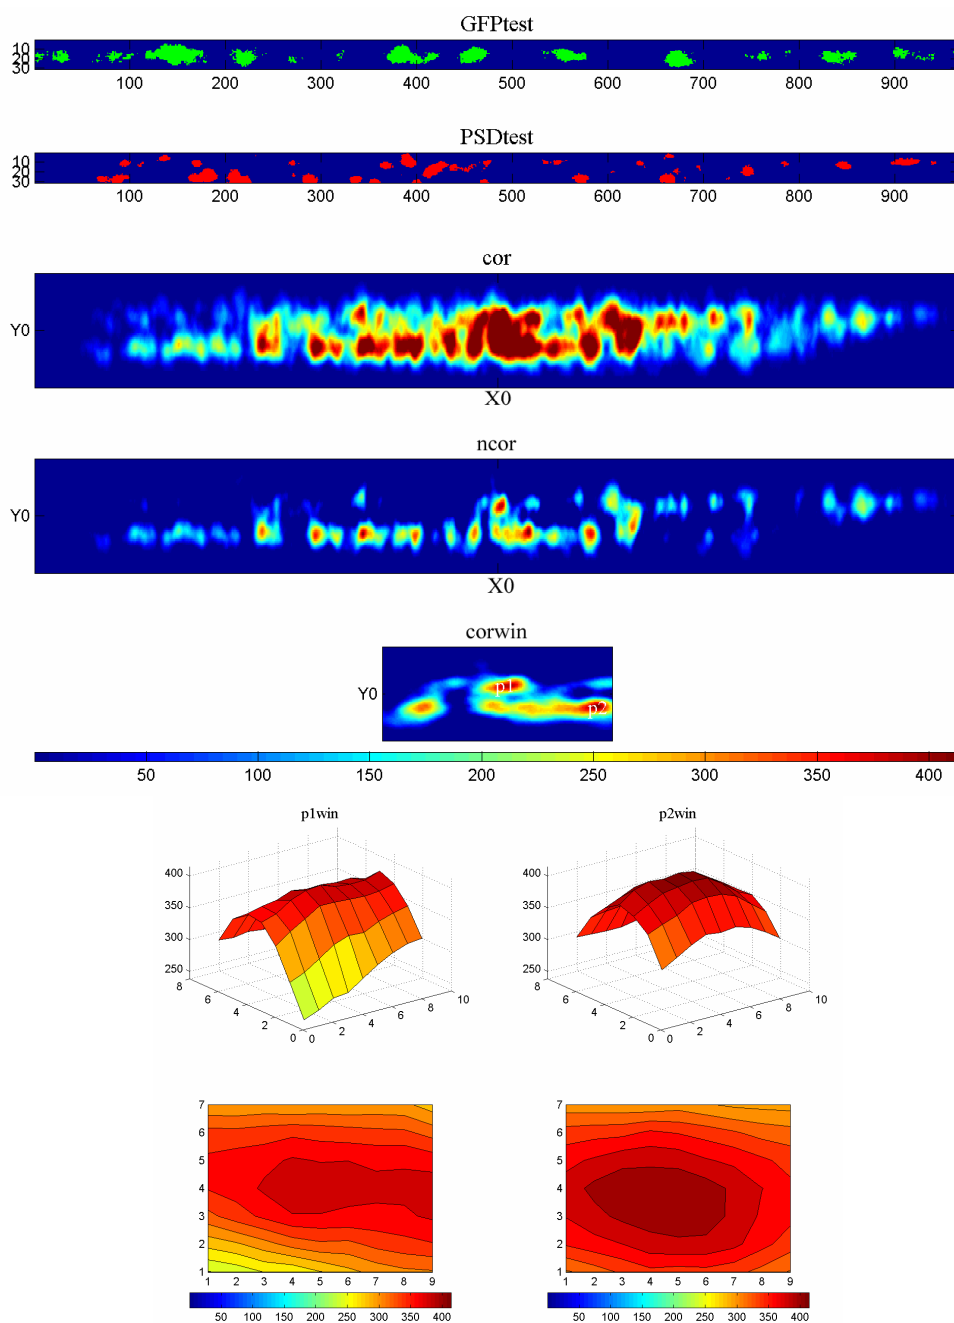 GFPtest
10
20
30
100 200 300 400 500 600 700 800 900
PSDtest
10
20
30
100 200 300 400 500 600 700 800 900
cor
Y0
X0
ncor
Y0
X0
corwin
Y0
p1
p2
50 100 150 200 250 300 350 400
p1win p2win
400 400
350 350
300 300
250 250
8 6 4 2 0 0 2 4 6 8 10 8 6 4 2 0 0 2 4 6 8 10
7 7
6 6
5 5
4 4
3 3
2 2
1 1
1 2 3 4 5 6 7 8 9 1 2 3 4 5 6 7 8 9
50 100 150 200 250 300 350 400 50 100 150 200 250 300 350 400